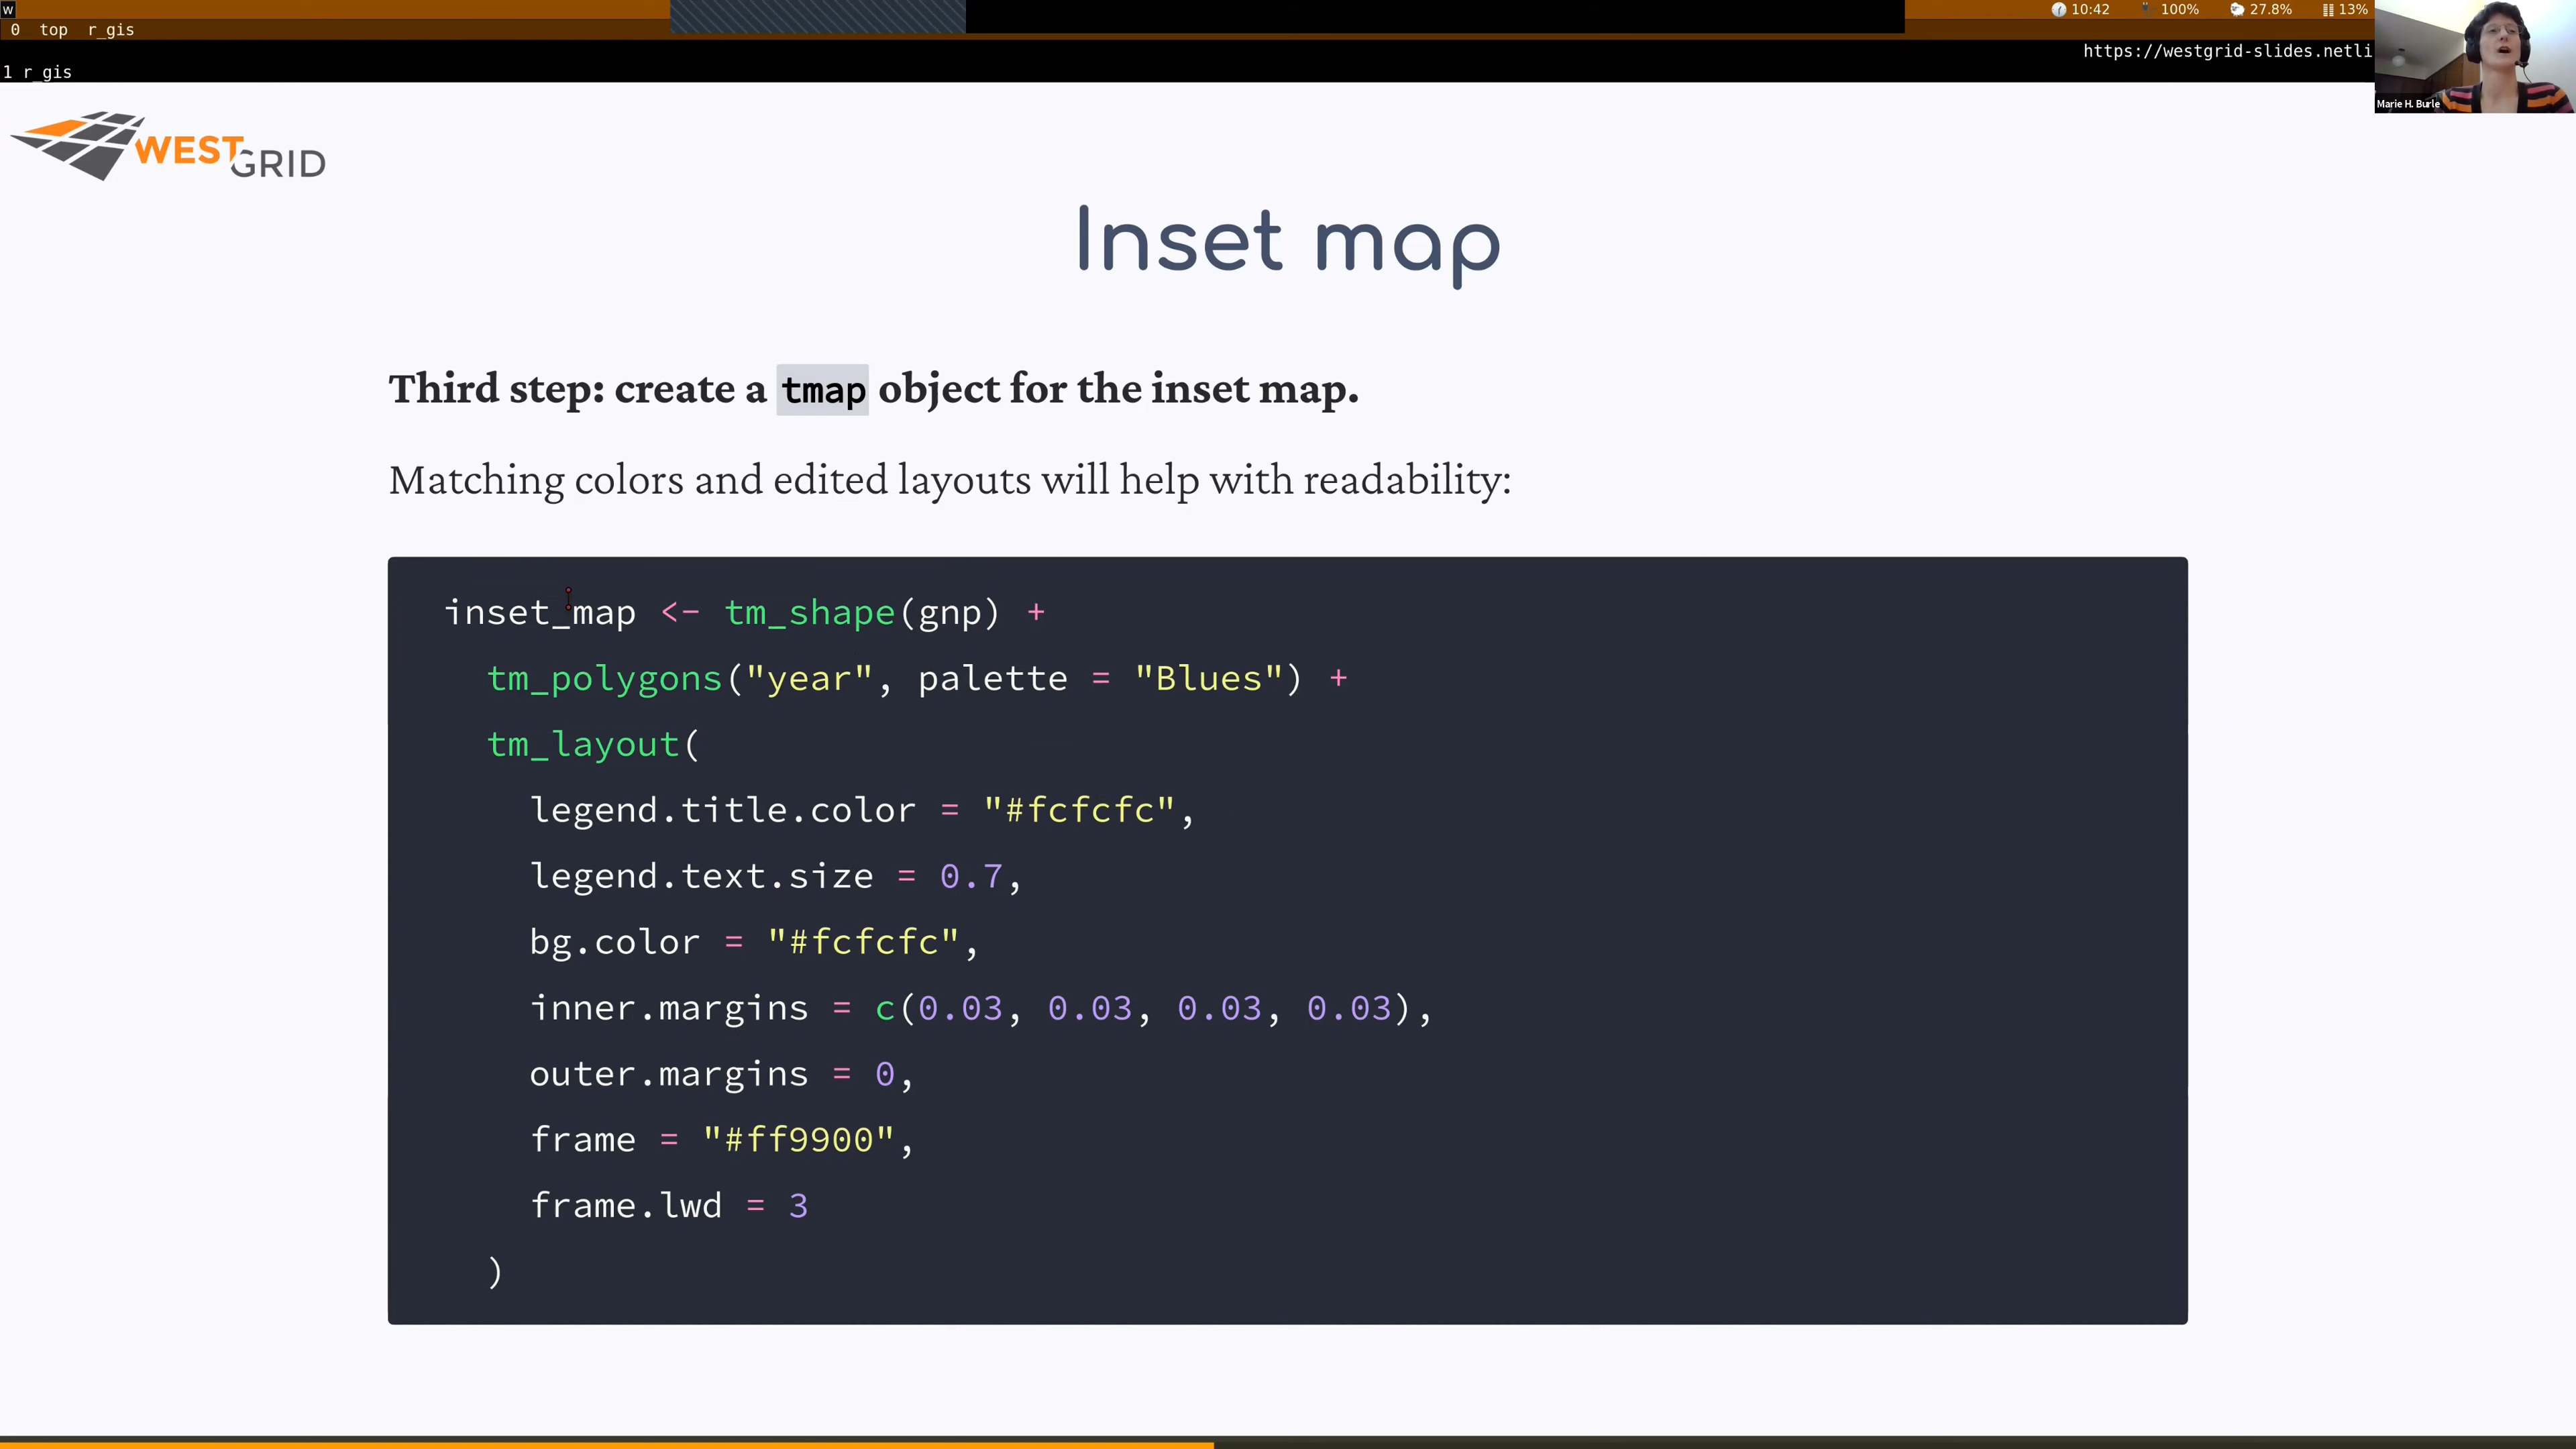 w
10:42 100% 27.8% 13%
0 top r_gis
https://westgrid-slides.netli
1 r_gis
Marie H. Burle
WESTGRID
Inset map
Third step: create a tmap object for the inset map.
Matching colors and edited layouts will help with readability:
inset_map <- tm_shape(gnp) +
  tm_polygons("year", palette = "Blues") +
  tm_layout(
    legend.title.color = "#fcfcfc",
    legend.text.size = 0.7,
    bg.color = "#fcfcfc",
    inner.margins = c(0.03, 0.03, 0.03, 0.03),
    outer.margins = 0,
    frame = "#ff9900",
    frame.lwd = 3
  )